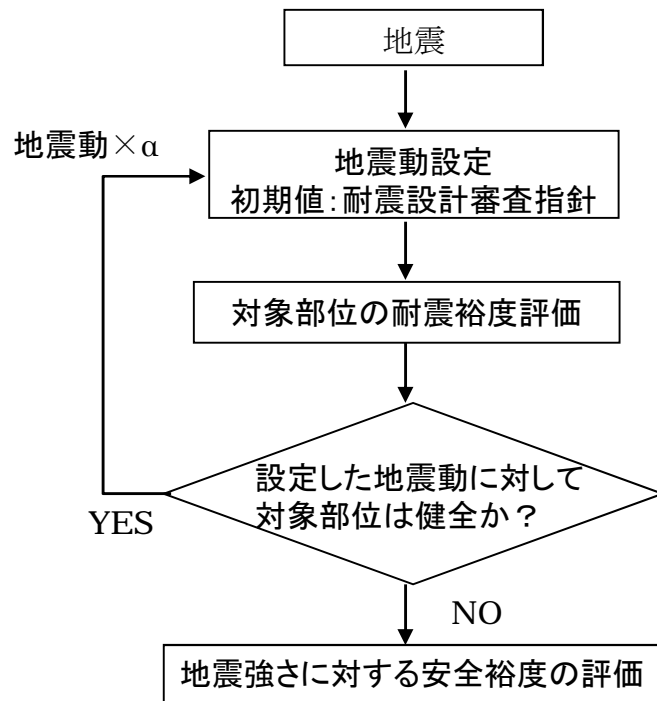 地震
地震動×α
地震動設定
初期値：耐震設計審査指針
対象部位の耐震裕度評価
設定した地震動に対して
対象部位は健全か？
YES
NO
地震強さに対する安全裕度の評価